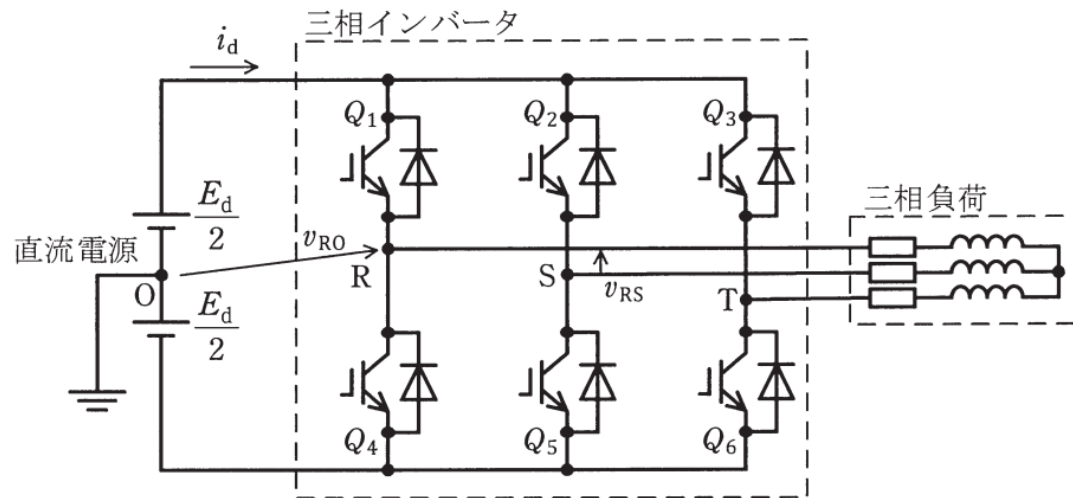 三相インバータ
i_d
Q_1
Q_2
Q_3
E_d/2
三相負荷
直流電源
v_RO
R
S
v_RS
T
O
E_d/2
Q_4
Q_5
Q_6